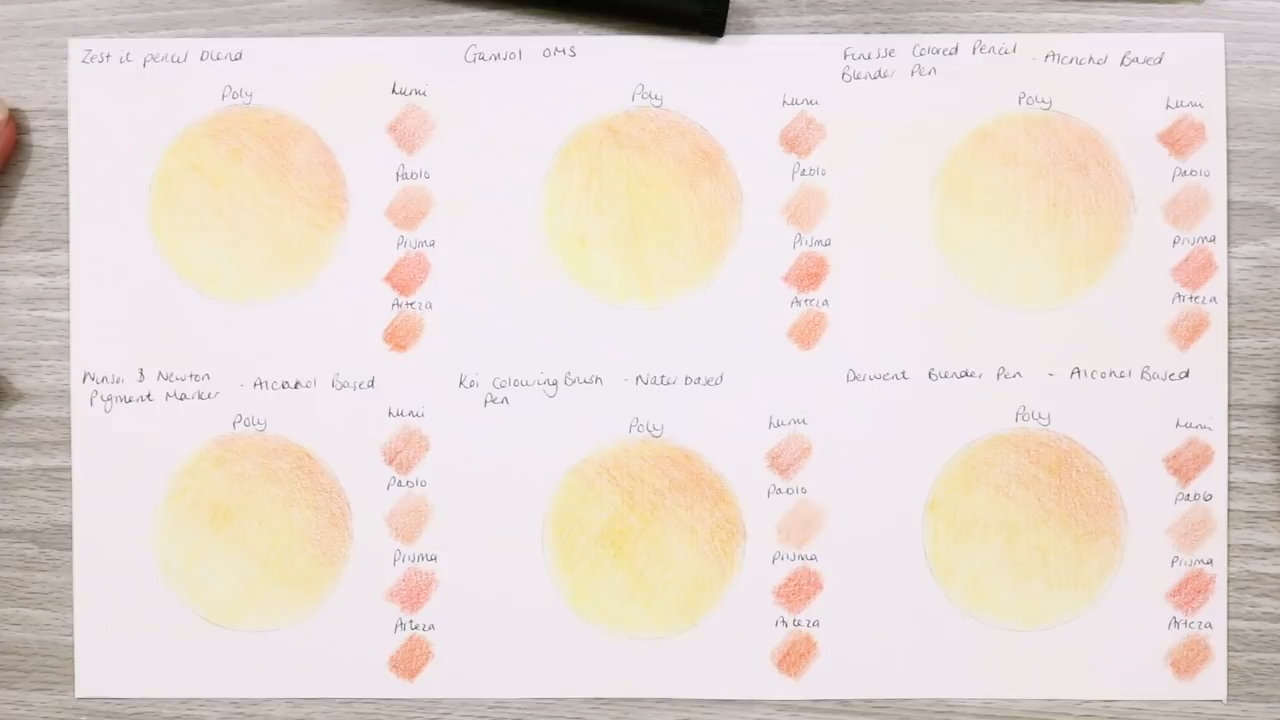 Zest it pencil blend
Poly
Lumi
Pablo
Prisma
Arteza
Gamsol OMS
Poly
Lumi
Pablo
Prisma
Arteza
Finesse Colored Pencil - Alcohol Based
Blender Pen
Poly
Lumi
Pablo
Prisma
Arteza
Winsor & Newton - Alcohol Based
Pigment Marker
Poly
Lumi
Pablo
Prisma
Arteza
Koi Colouring Brush - Water based
Pen
Poly
Lumi
Pablo
Prisma
Arteza
Derwent Blender Pen - Alcohol Based
Poly
Lumi
Pablo
Prisma
Arteza